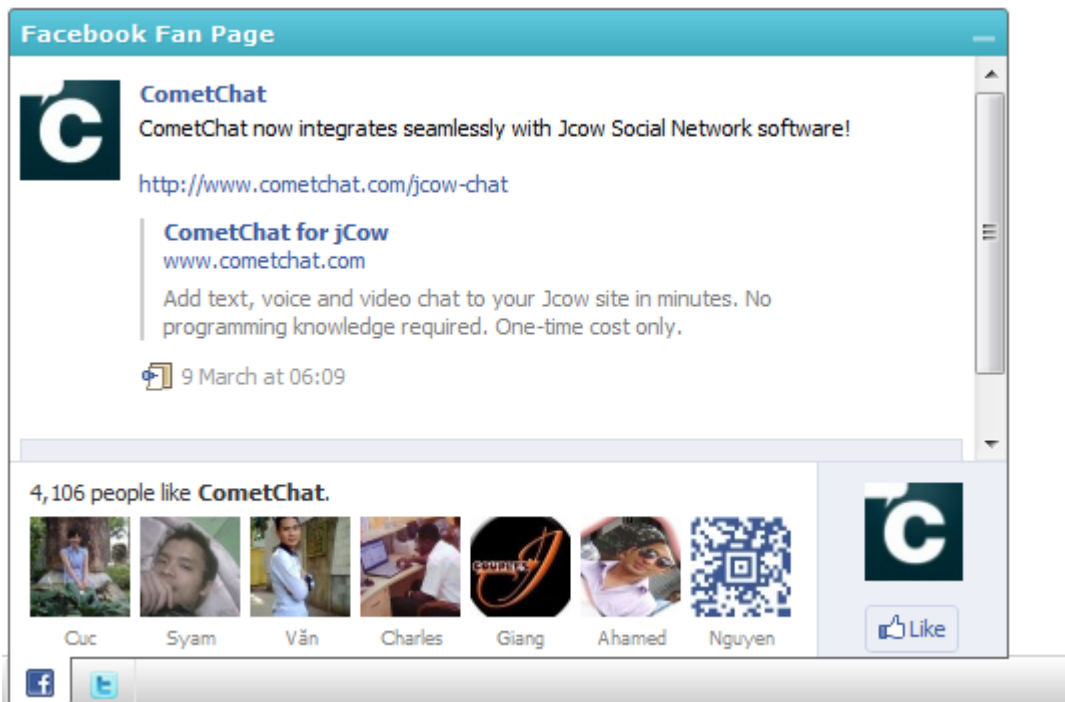 Facebook Fan Page
CometChat
CometChat now integrates seamlessly with Jcow Social Network software!
http://www.cometchat.com/jcow-chat
CometChat for jCow
www.cometchat.com
Add text, voice and video chat to your Jcow site in minutes. No
programming knowledge required. One-time cost only.
9 March at 06:09
4,106 people like CometChat.
COUPLES
Cuc Syam Văn Charles Giang Ahamed Nguyen
Like